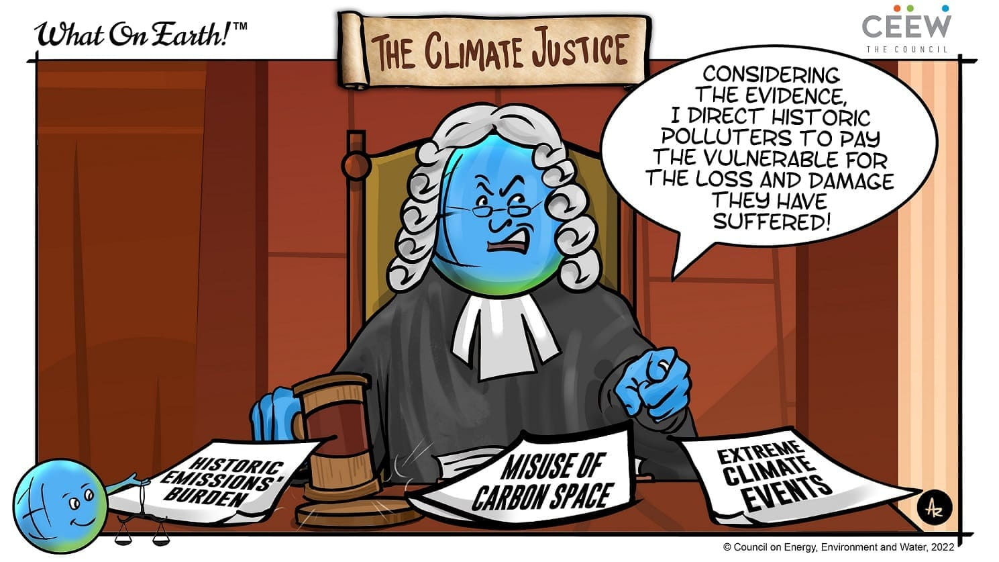 What On Earth!™
THE CLIMATE JUSTICE
CEEW
THE COUNCIL
CONSIDERING
THE EVIDENCE,
I DIRECT HISTORIC
POLLUTERS TO PAY
THE VULNERABLE FOR
THE LOSS AND DAMAGE
THEY HAVE
SUFFERED!
HISTORIC
EMISSIONS'
BURDEN
MISUSE OF
CARBON SPACE
EXTREME
CLIMATE
EVENTS
© Council on Energy, Environment and Water, 2022